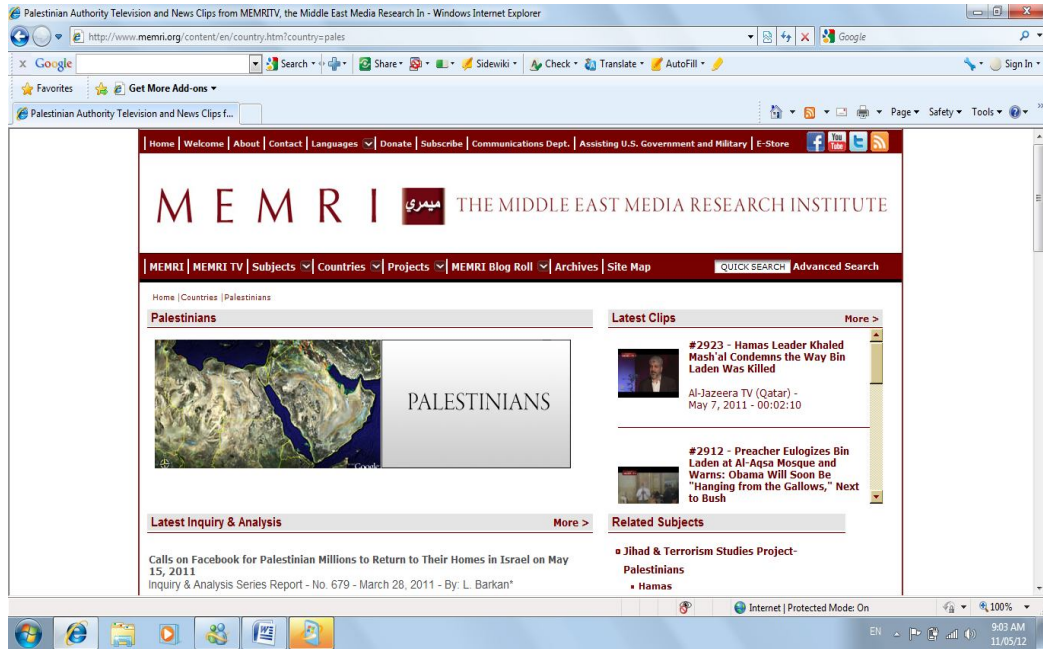 Palestinian Authority Television and News Clips from MEMRITV, the Middle East Media Research In - Windows Internet Explorer
http://www.memri.org/content/en/country.htm?country=pales
Google
x Google
Search
Share
Sidewiki
Check
Translate
AutoFill
Sign In
Favorites
Get More Add-ons
Palestinian Authority Television and News Clips f...
Page
Safety
Tools
Home | Welcome | About | Contact | Languages | Donate | Subscribe | Communications Dept. | Assisting U.S. Government and Military | E-Store
You
Tube
MEMRI ميمري THE MIDDLE EAST MEDIA RESEARCH INSTITUTE
MEMRI | MEMRI TV | Subjects | Countries | Projects | MEMRI Blog Roll | Archives | Site Map QUICK SEARCH Advanced Search
Home |Countries |Palestinians
Palestinians
PALESTINIANS
Google
Latest Clips More >
#2923 - Hamas Leader Khaled
Mash'al Condemns the Way Bin
Laden Was Killed
Al-Jazeera TV (Qatar) -
May 7, 2011 - 00:02:10
#2912 - Preacher Eulogizes Bin
Laden at Al-Aqsa Mosque and
Warns: Obama Will Soon Be
"Hanging from the Gallows," Next
to Bush
Latest Inquiry & Analysis More >
Calls on Facebook for Palestinian Millions to Return to Their Homes in Israel on May
15, 2011
Inquiry & Analysis Series Report - No. 679 - March 28, 2011 - By: L. Barkan*
Related Subjects
Jihad & Terrorism Studies Project-
Palestinians
Hamas
Internet | Protected Mode: On
100%
EN
9:03 AM
11/05/12